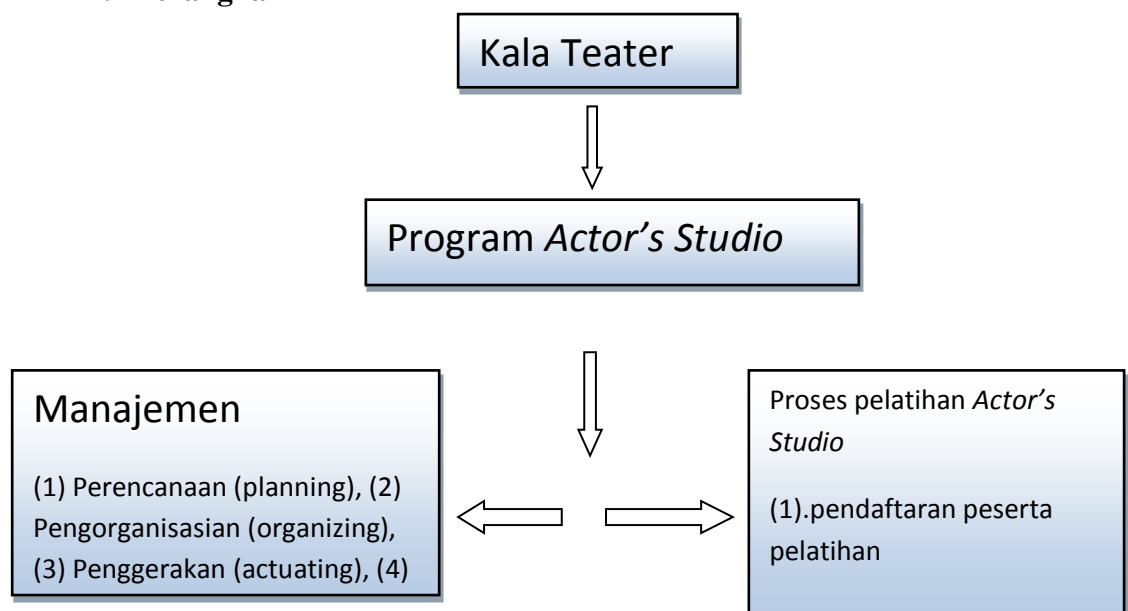 Kala Teater
Program Actor’s Studio
Manajemen
(1) Perencanaan (planning), (2)
Pengorganisasian (organizing),
(3) Penggerakan (actuating), (4)
Proses pelatihan Actor’s
Studio
(1).pendaftaran peserta
pelatihan